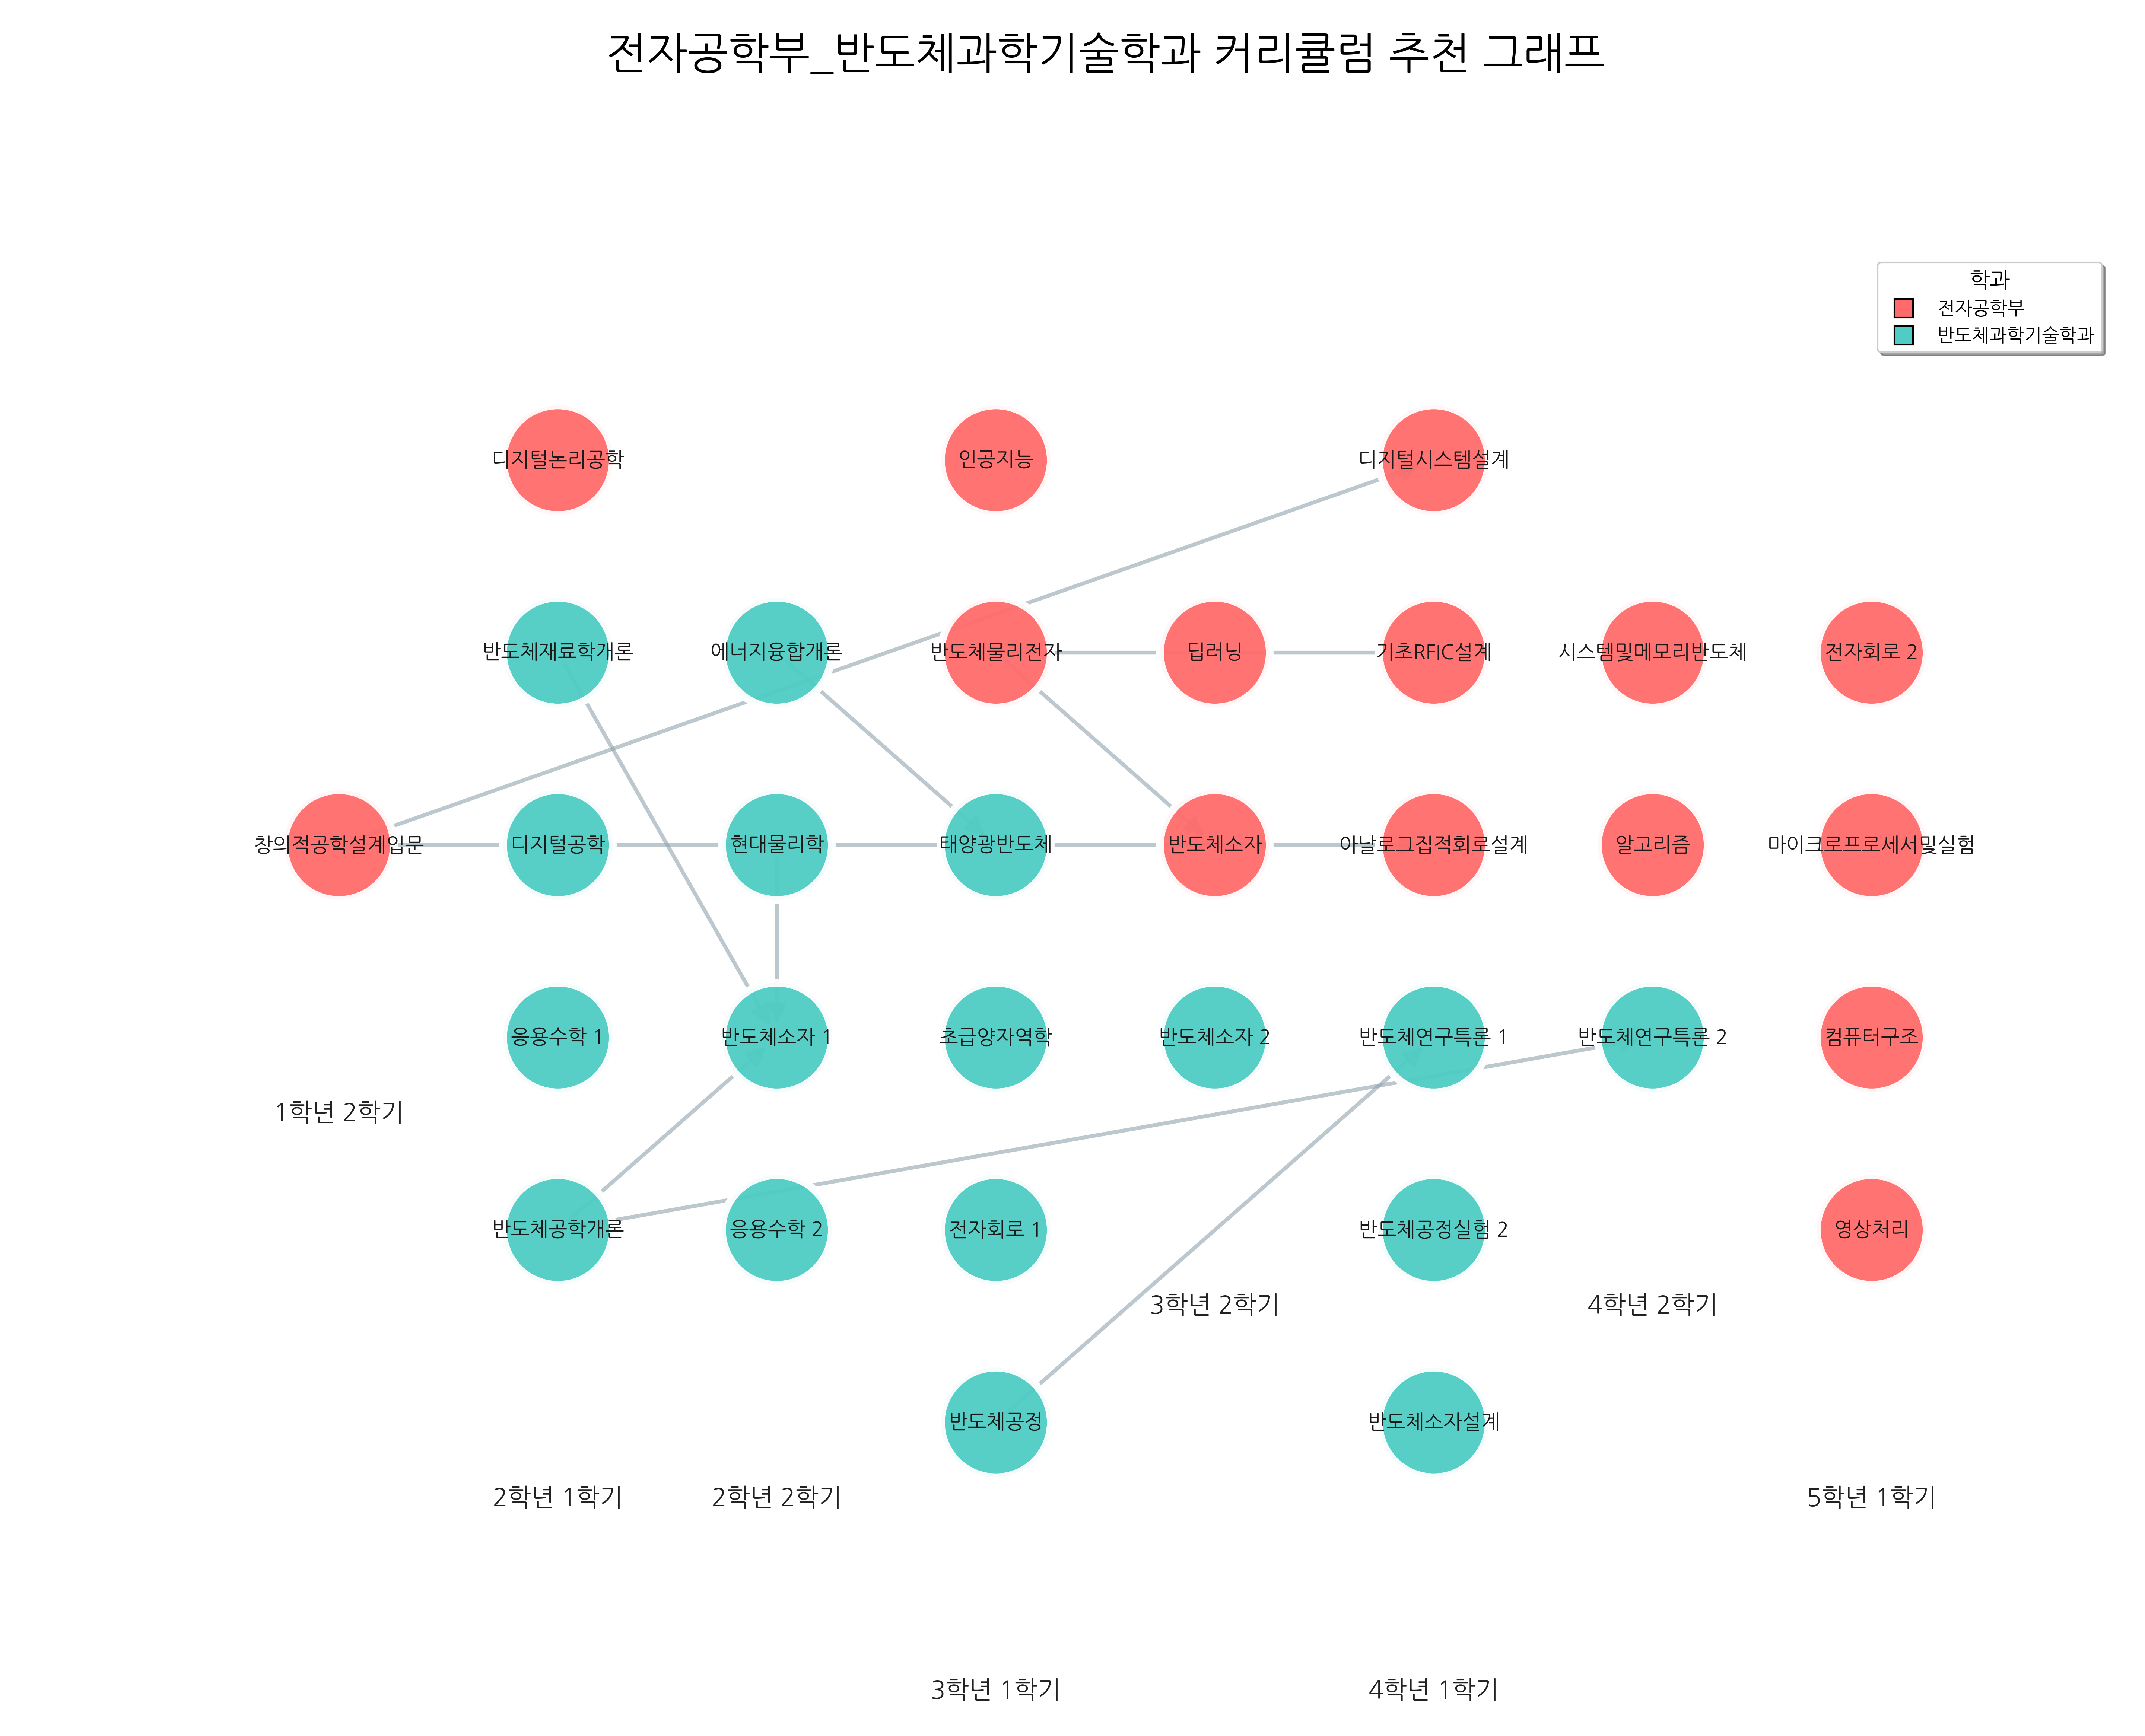 전자공학부_반도체과학기술학과 커리큘럼 추천 그래프
학과
전자공학부
반도체과학기술학과
디지털논리공학
인공지능
디지털시스템설계
반도체재료학개론
에너지융합개론
반도체물리전자
딥러닝
기초RFIC설계
시스템및메모리반도체
전자회로 2
창의적공학설계입문
디지털공학
현대물리학
태양광반도체
반도체소자
아날로그집적회로설계
알고리즘
마이크로프로세서및실험
응용수학 1
반도체소자 1
초급양자역학
반도체소자 2
반도체연구특론 1
반도체연구특론 2
컴퓨터구조
1학년 2학기
반도체공학개론
응용수학 2
전자회로 1
반도체공정실험 2
영상처리
3학년 2학기
4학년 2학기
반도체공정
반도체소자설계
2학년 1학기
2학년 2학기
5학년 1학기
3학년 1학기
4학년 1학기